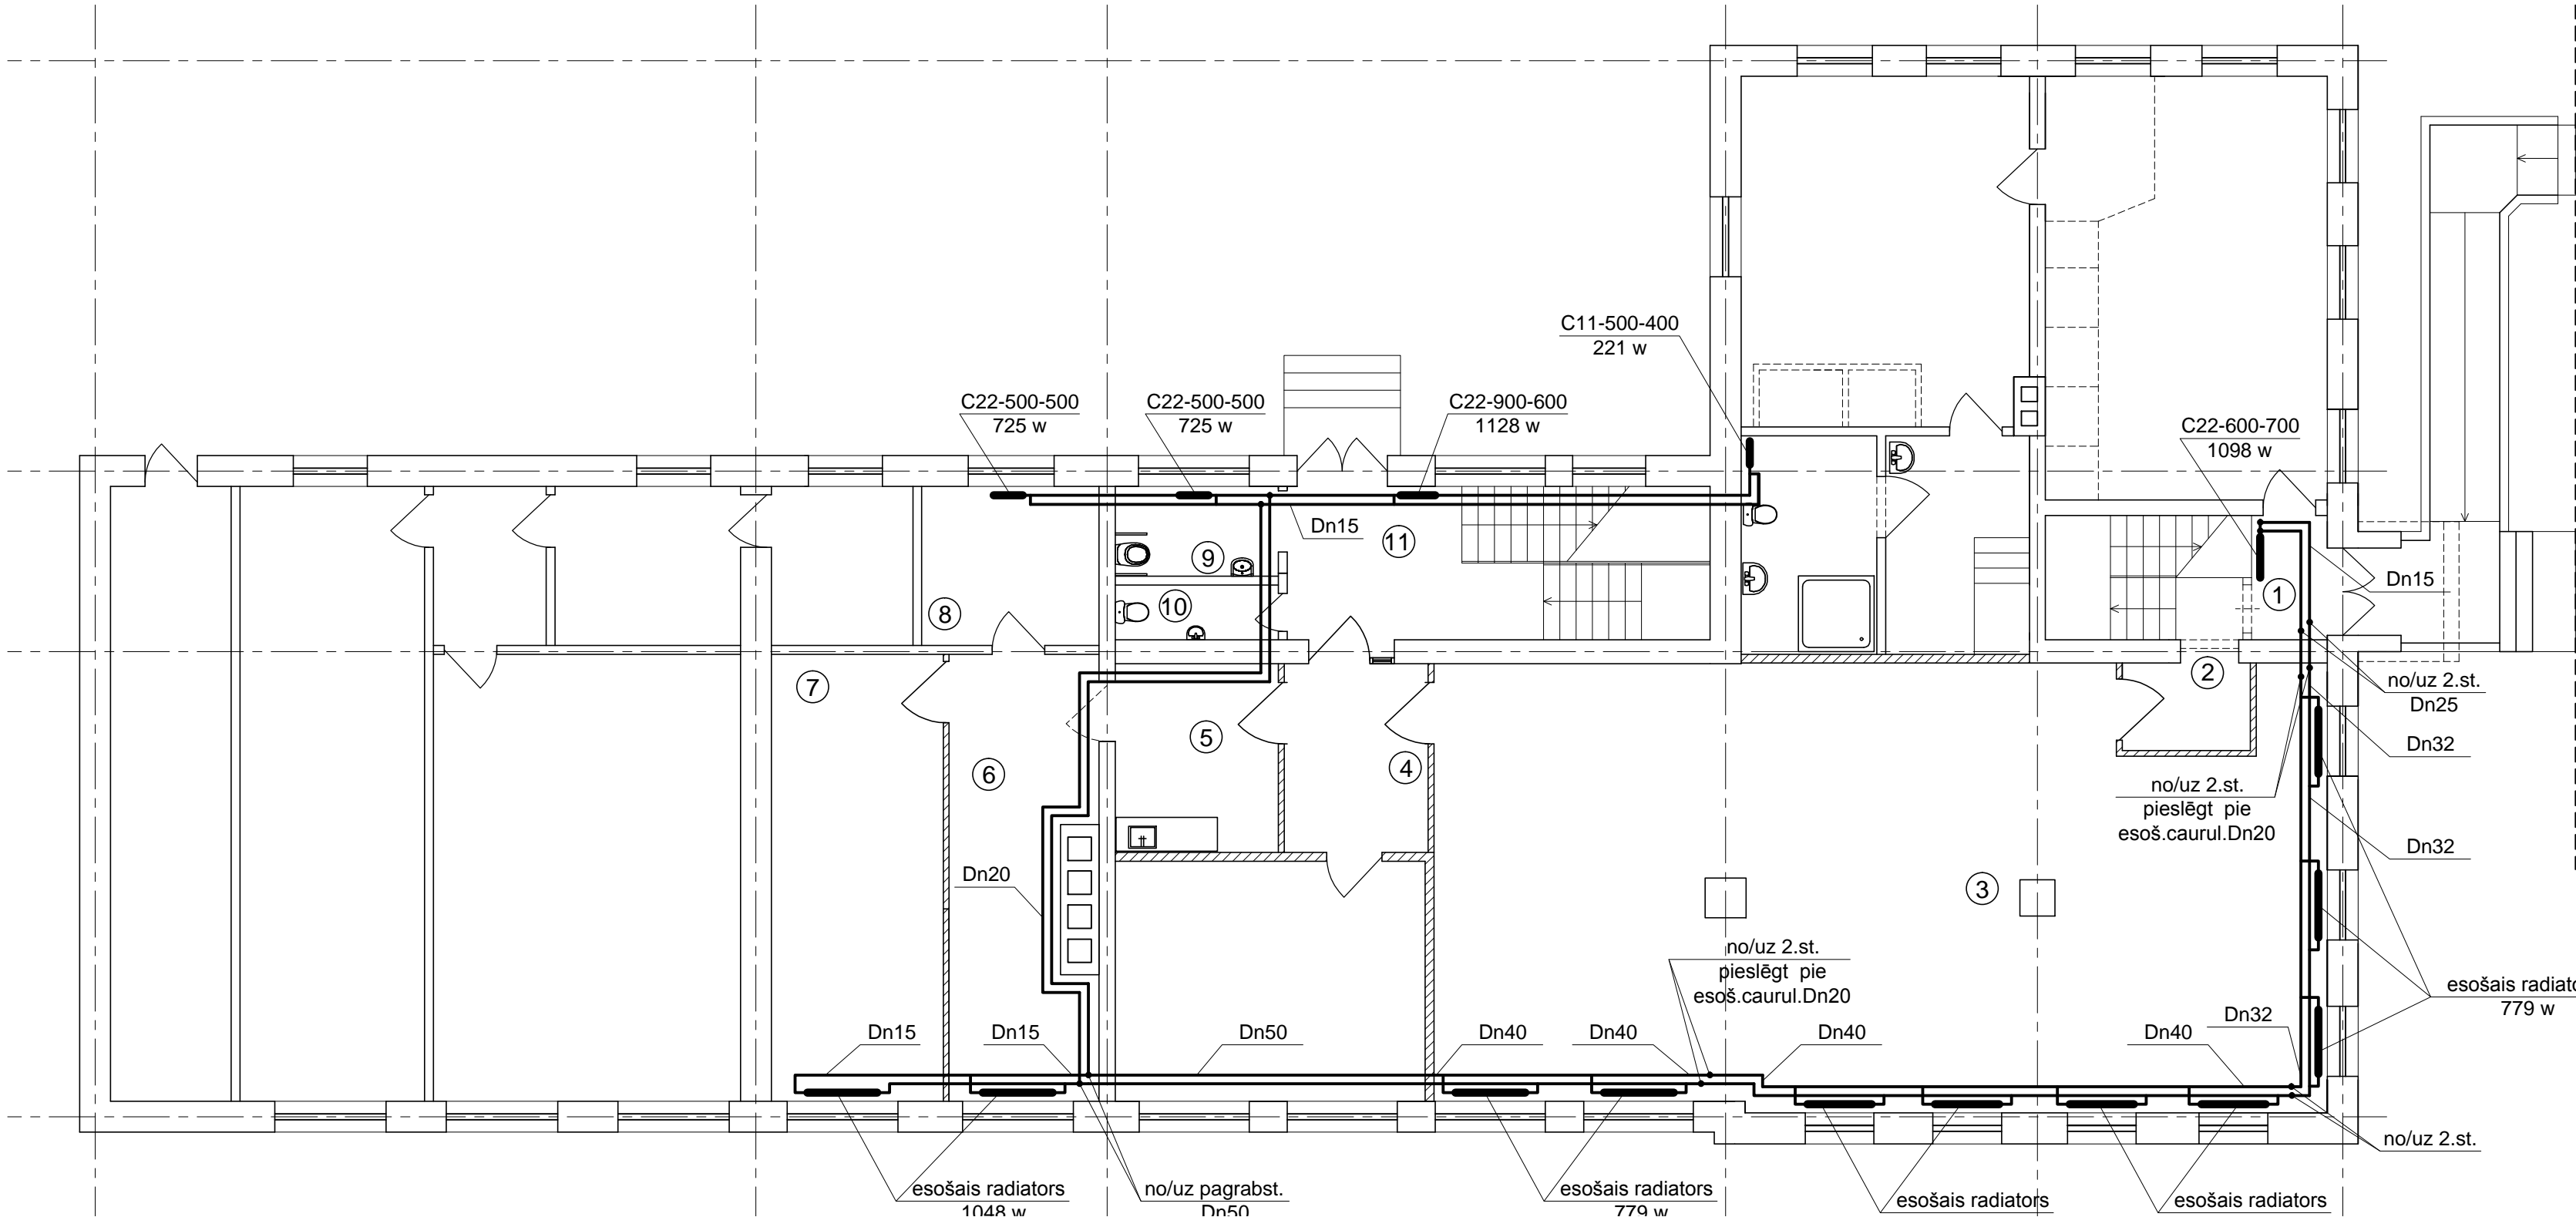 C11-500-400
221 w
C22-500-500
725 w
C22-500-500
725 w
C22-900-600
1128 w
C22-600-700
1098 w
Dn15
11
9
10
8
1
Dn15
2
no/uz 2.st.
Dn25
7
5
4
6
Dn32
no/uz 2.st.
pieslēgt pie
esoš.caurul.Dn20
Dn32
Dn20
3
no/uz 2.st.
pieslēgt pie
esoš.caurul.Dn20
esošais radiato
779 w
Dn15
Dn15
Dn50
Dn40
Dn40
Dn40
Dn40
Dn32
no/uz 2.st.
esošais radiators
1048 w
no/uz pagrabst.
Dn50
esošais radiators
779 w
esošais radiators
esošais radiators